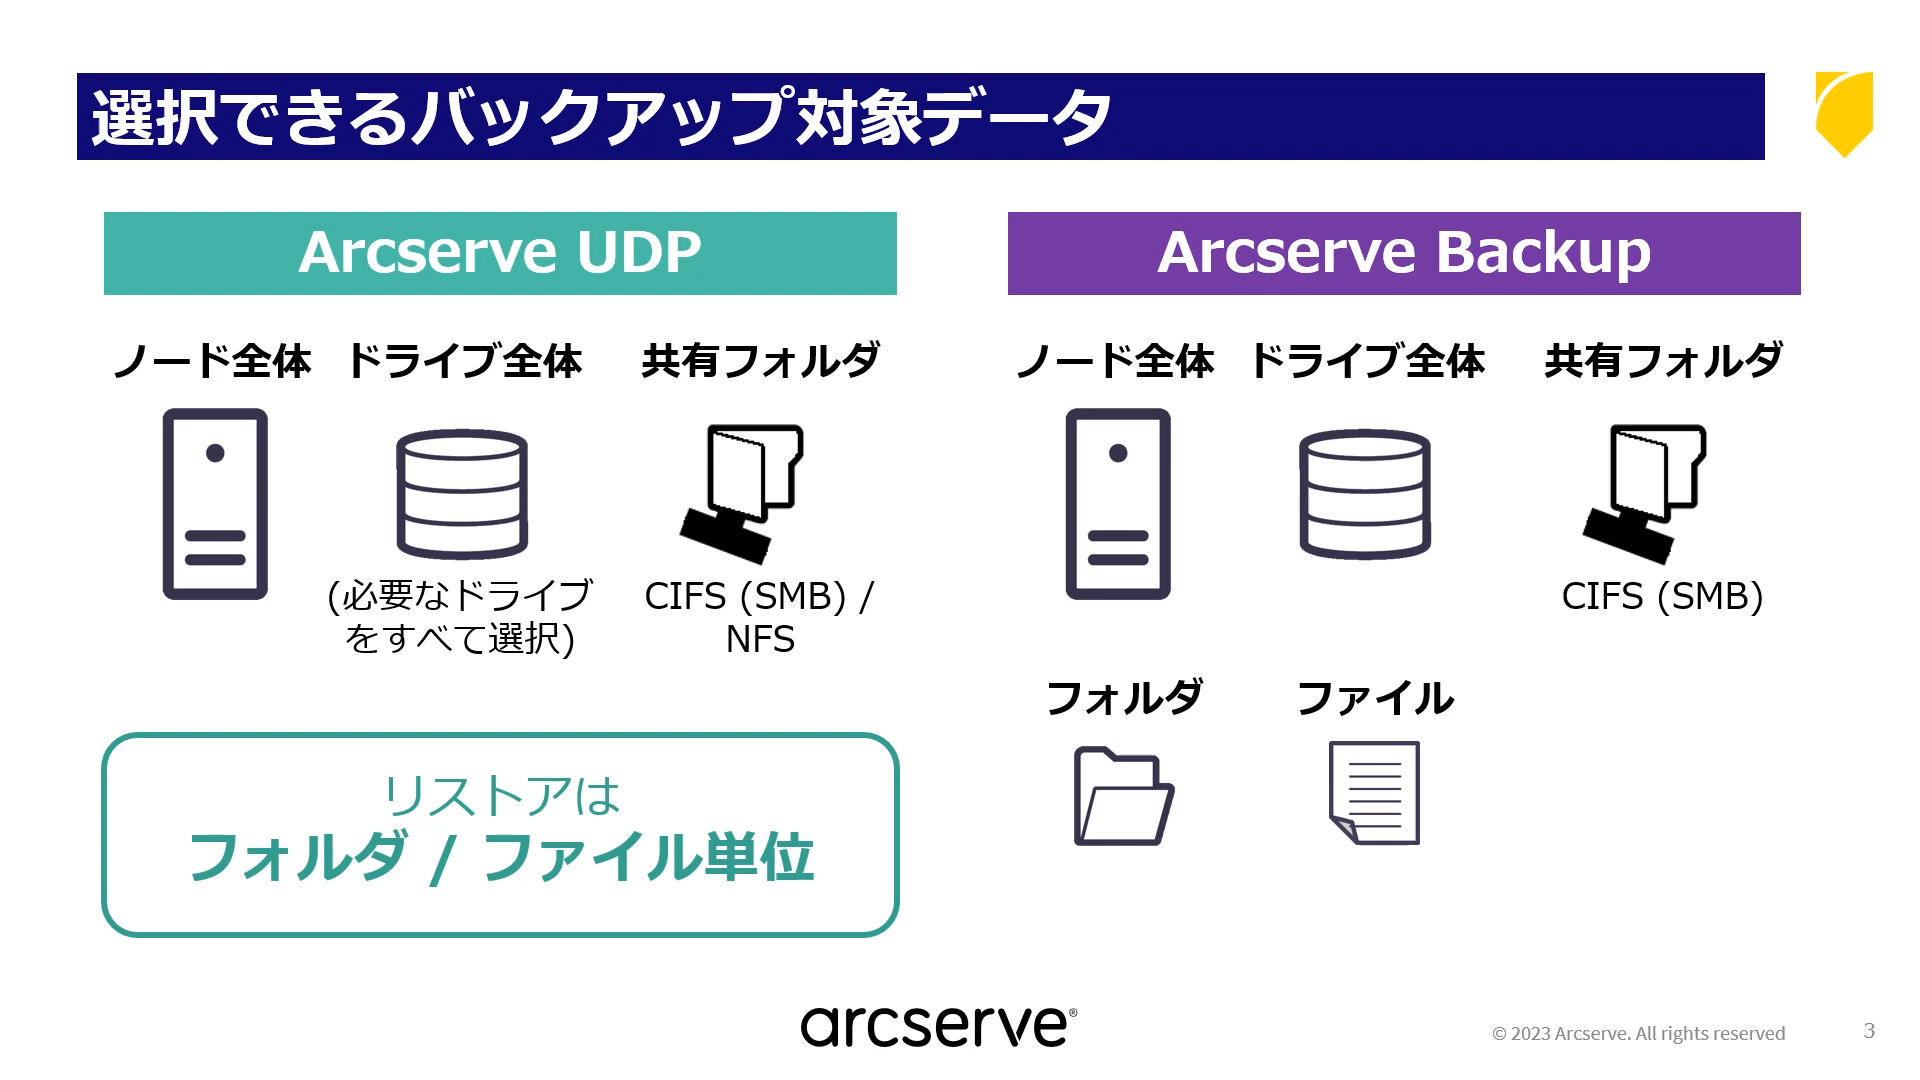 選択できるバックアップ対象データ
Arcserve UDP
ノード全体 ドライブ全体 共有フォルダ
(必要なドライブ
をすべて選択)
CIFS (SMB) /
NFS
リストアは
フォルダ / ファイル単位
Arcserve Backup
ノード全体 ドライブ全体 共有フォルダ
CIFS (SMB)
フォルダ ファイル
arcserve®
© 2023 Arcserve. All rights reserved
3